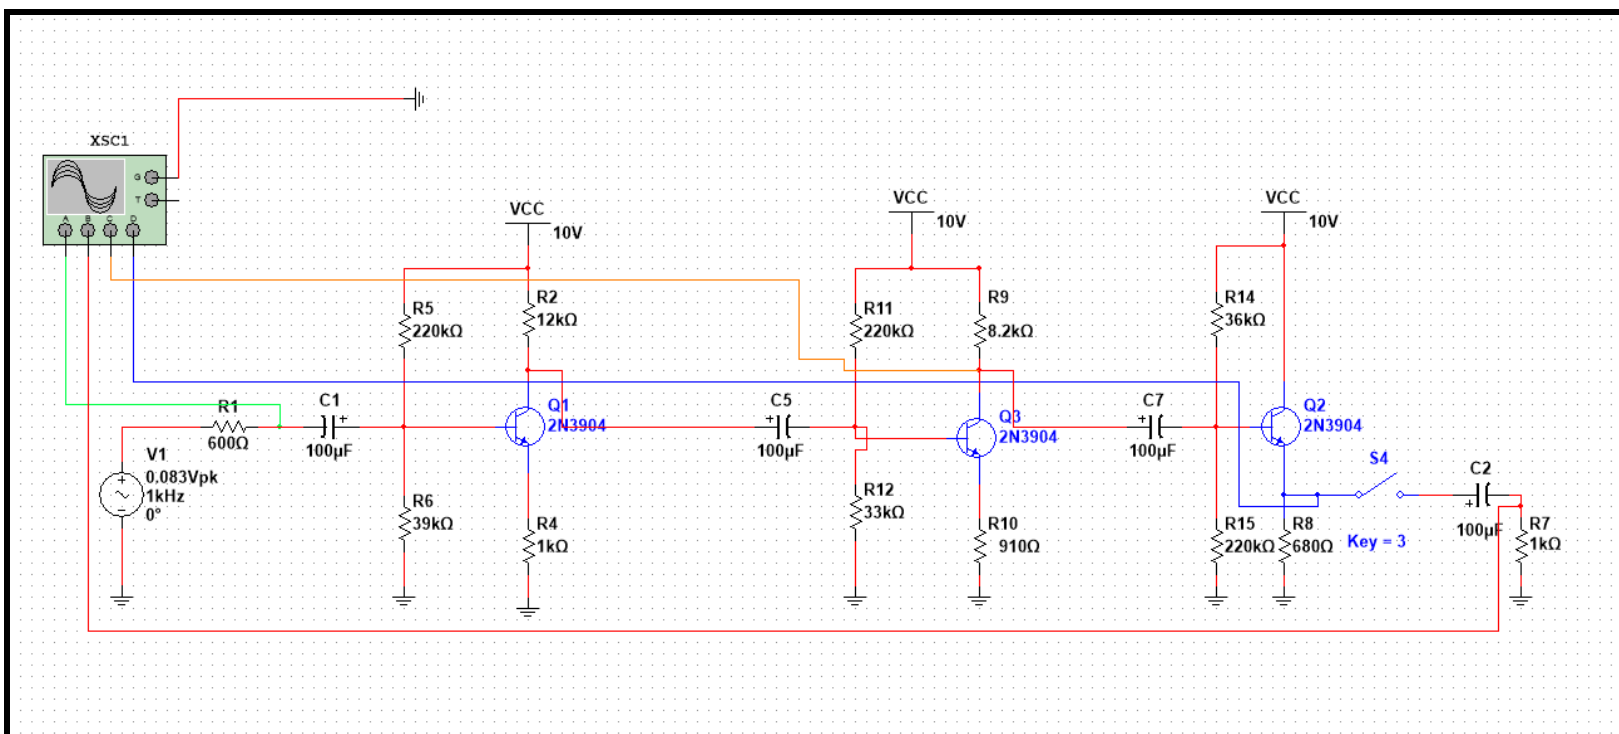 XSC1
G
T
A B C D
VCC
10V
VCC
10V
VCC
10V
R5
220kΩ
R2
12kΩ
R11
220kΩ
R9
8.2kΩ
R14
36kΩ
R1
600Ω
C1
+
100µF
Q1
2N3904
C5
+
100µF
Q3
2N3904
C7
+
100µF
Q2
2N3904
V1
0.083Vpk
1kHz
0°
R6
39kΩ
R4
1kΩ
R12
33kΩ
R10
910Ω
R15
220kΩ
R8
680Ω
S4
Key = 3
C2
+
100µF
R7
1kΩ